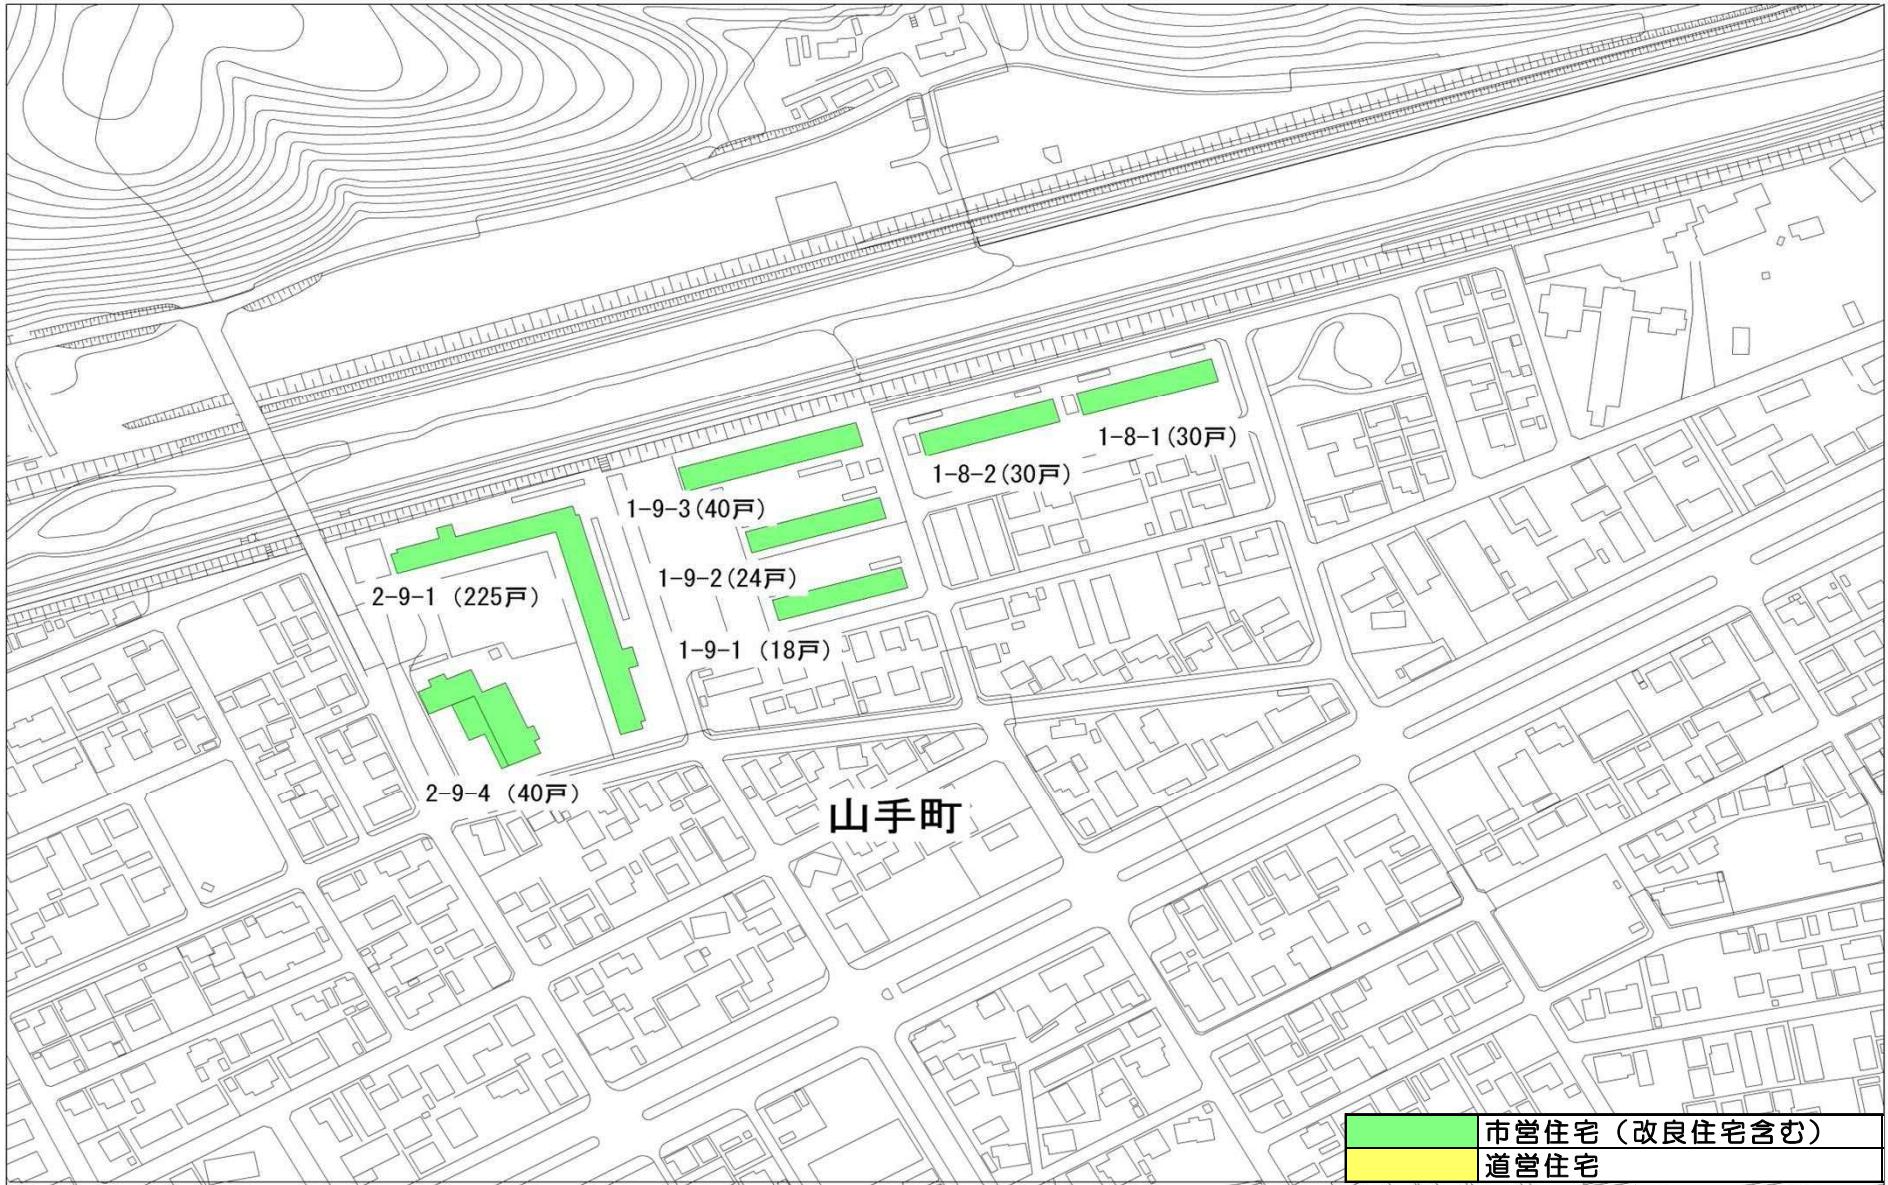 1-8-1(30戸)
1-8-2(30戸)
1-9-3(40戸)
1-9-2(24戸)
2-9-1（225戸）
1-9-1（18戸）
2-9-4（40戸）
山手町
市営住宅（改良住宅含む）
道営住宅